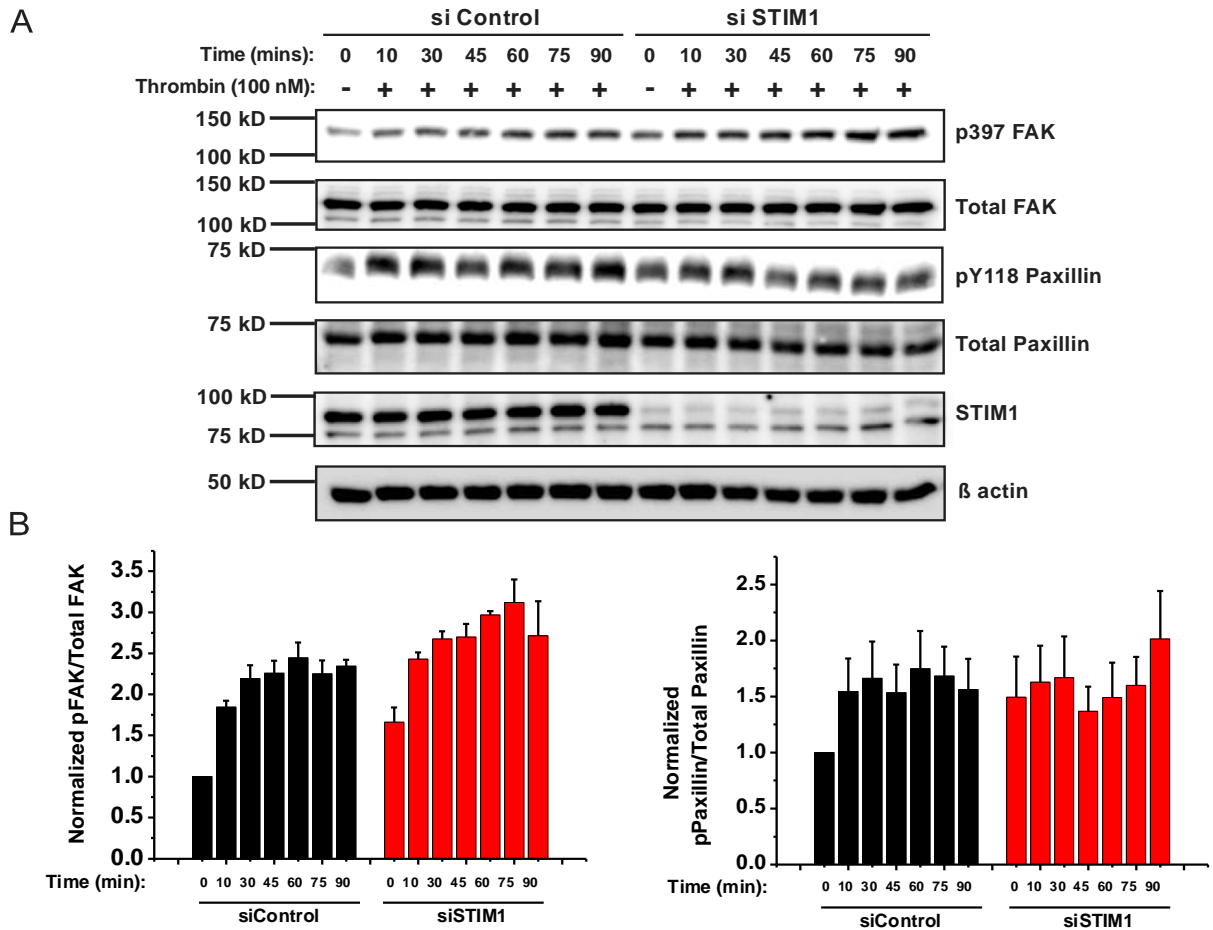 A
si Control si STIM1
Time (mins): 0 10 30 45 60 75 90 0 10 30 45 60 75 90
Thrombin (100 nM): - + + + + + + - + + + + + +
150 kD
p397 FAK
100 kD
150 kD
Total FAK
100 kD
75 kD
pY118 Paxillin
75 kD
Total Paxillin
100 kD
STIM1
75 kD
50 kD
ß actin
B
Normalized pFAK/Total FAK
3.5
3.0
2.5
2.0
1.5
1.0
0.5
0.0
Time (min): 0 10 30 45 60 75 90 0 10 30 45 60 75 90
siControl siSTIM1
Normalized
pPaxillin/Total Paxillin
2.5
2.0
1.5
1.0
0.5
0.0
Time (min): 0 10 30 45 60 75 90 0 10 30 45 60 75 90
siControl siSTIM1